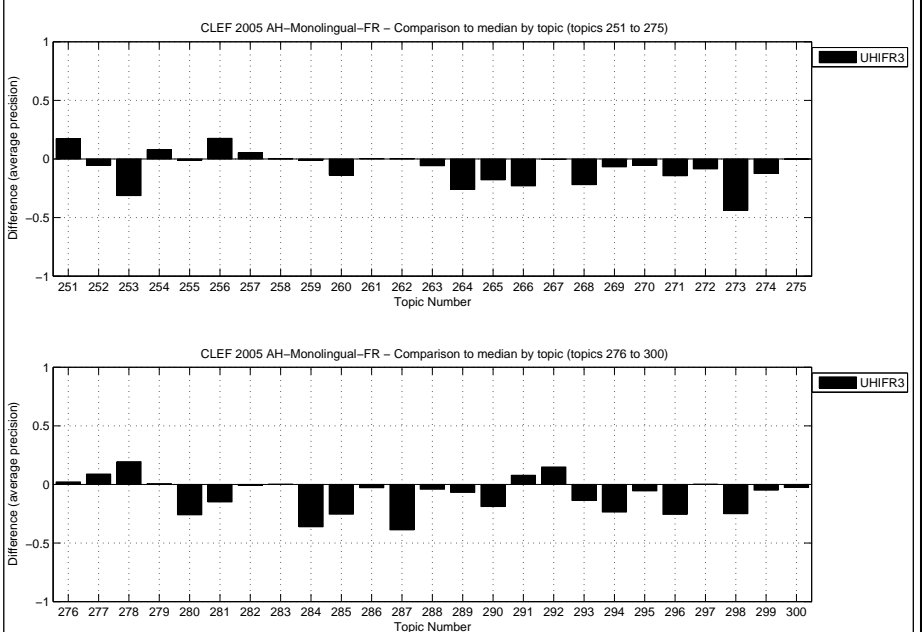 CLEF 2005 AH−Monolingual−FR − Comparison to median by topic (topics 251 to 275)
1
0.5
0
−0.5
−1
Difference (average precision)
UHIFR3
251 252 253 254 255 256 257 258 259 260 261 262 263 264 265 266 267 268 269 270 271 272 273 274 275
Topic Number
CLEF 2005 AH−Monolingual−FR − Comparison to median by topic (topics 276 to 300)
1
0.5
0
−0.5
−1
Difference (average precision)
UHIFR3
276 277 278 279 280 281 282 283 284 285 286 287 288 289 290 291 292 293 294 295 296 297 298 299 300
Topic Number